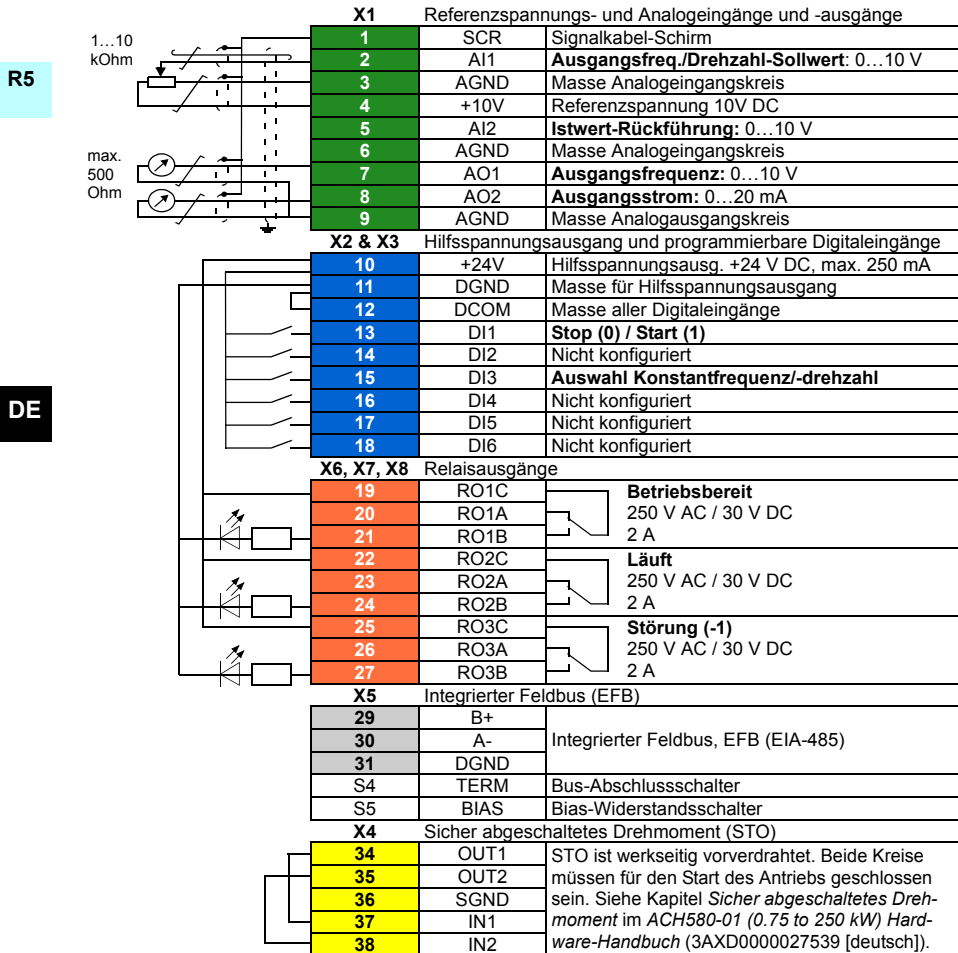 X1 Referenzspannungs- und Analogeingänge und -ausgänge
1…10
kOhm
R5
1 SCR Signalkabel-Schirm
2 AI1 Ausgangsfreq./Drehzahl-Sollwert: 0…10 V
3 AGND Masse Analogeingangskreis
4 +10V Referenzspannung 10V DC
5 AI2 Istwert-Rückführung: 0…10 V
6 AGND Masse Analogeingangskreis
max.
500
Ohm
7 AO1 Ausgangsfrequenz: 0…10 V
8 AO2 Ausgangsstrom: 0…20 mA
9 AGND Masse Analogausgangskreis
X2 & X3 Hilfsspannungsausgang und programmierbare Digitaleingänge
10 +24V Hilfsspannungsausg. +24 V DC, max. 250 mA
11 DGND Masse für Hilfsspannungsausgang
12 DCOM Masse aller Digitaleingänge
13 DI1 Stop (0) / Start (1)
14 DI2 Nicht konfiguriert
15 DI3 Auswahl Konstantfrequenz/-drehzahl
DE
16 DI4 Nicht konfiguriert
17 DI5 Nicht konfiguriert
18 DI6 Nicht konfiguriert
X6, X7, X8 Relaisausgänge
19 RO1C Betriebsbereit
20 RO1A 250 V AC / 30 V DC
21 RO1B 2 A
22 RO2C Läuft
23 RO2A 250 V AC / 30 V DC
24 RO2B 2 A
25 RO3C Störung (-1)
26 RO3A 250 V AC / 30 V DC
27 RO3B 2 A
X5 Integrierter Feldbus (EFB)
29 B+
30 A- Integrierter Feldbus, EFB (EIA-485)
31 DGND
S4 TERM Bus-Abschlussschalter
S5 BIAS Bias-Widerstandsschalter
X4 Sicher abgeschaltetes Drehmoment (STO)
34 OUT1 STO ist werkseitig vorverdrahtet. Beide Kreise
35 OUT2 müssen für den Start des Antriebs geschlossen
36 SGND sein. Siehe Kapitel Sicher abgeschaltetes Dreh-
37 IN1 moment im ACH580-01 (0.75 to 250 kW) Hard-
38 IN2 ware-Handbuch (3AXD0000027539 [deutsch]).